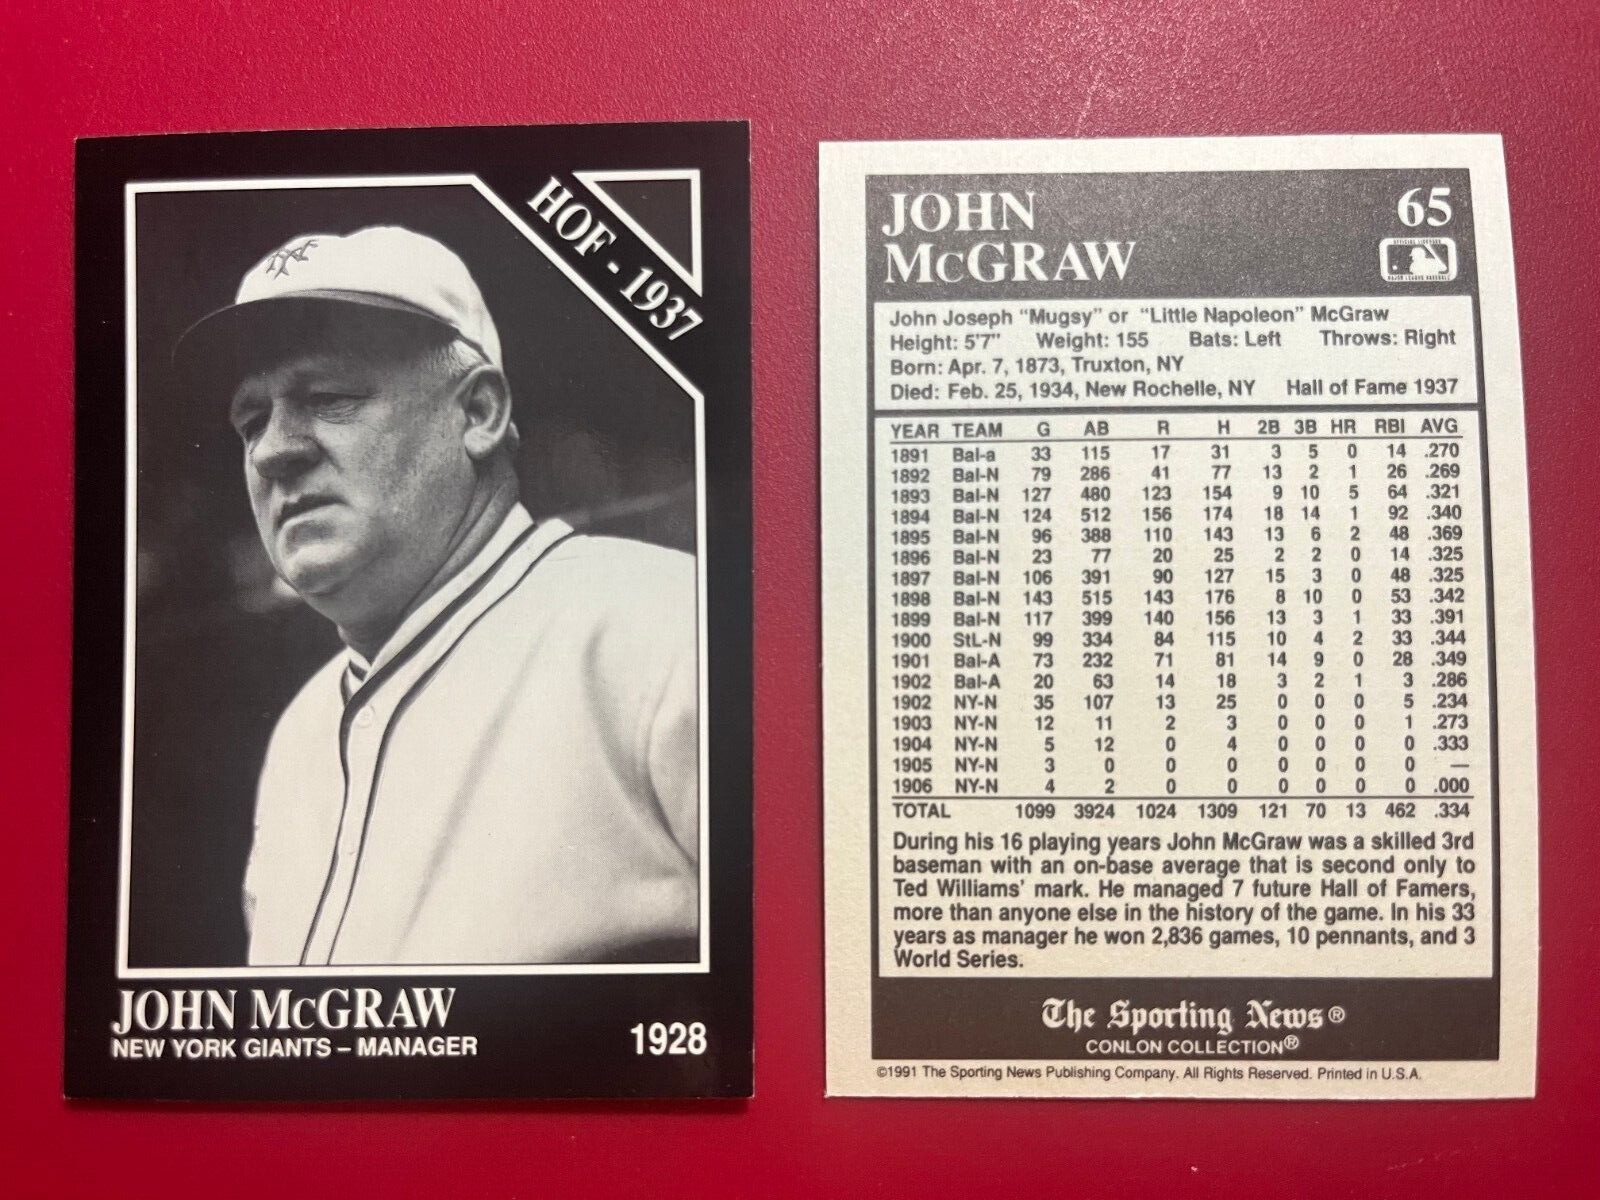 HOF - 1937
JOHN McGRAW
NEW YORK GIANTS – MANAGER
1928
JOHN
McGRAW
65
OFFICIAL LICENSEE
MAJOR LEAGUE BASEBALL
John Joseph "Mugsy" or "Little Napoleon" McGraw
Height: 5'7" Weight: 155 Bats: Left Throws: Right
Born: Apr. 7, 1873, Truxton, NY
Died: Feb. 25, 1934, New Rochelle, NY Hall of Fame 1937
YEAR TEAM G AB R H 2B 3B HR RBI AVG
1891 Bal-a 33 115 17 31 3 5 0 14 .270
1892 Bal-N 79 286 41 77 13 2 1 26 .269
1893 Bal-N 127 480 123 154 9 10 5 64 .321
1894 Bal-N 124 512 156 174 18 14 1 92 .340
1895 Bal-N 96 388 110 143 13 6 2 48 .369
1896 Bal-N 23 77 20 25 2 2 0 14 .325
1897 Bal-N 106 391 90 127 15 3 0 48 .325
1898 Bal-N 143 515 143 176 8 10 0 53 .342
1899 Bal-N 117 399 140 156 13 3 1 33 .391
1900 StL-N 99 334 84 115 10 4 2 33 .344
1901 Bal-A 73 232 71 81 14 9 0 28 .349
1902 Bal-A 20 63 14 18 3 2 1 3 .286
1902 NY-N 35 107 13 25 0 0 0 5 .234
1903 NY-N 12 11 2 3 0 0 0 1 .273
1904 NY-N 5 12 0 4 0 0 0 0 .333
1905 NY-N 3 0 0 0 0 0 0 0 —
1906 NY-N 4 2 0 0 0 0 0 0 .000
TOTAL 1099 3924 1024 1309 121 70 13 462 .334
During his 16 playing years John McGraw was a skilled 3rd
baseman with an on-base average that is second only to
Ted Williams' mark. He managed 7 future Hall of Famers,
more than anyone else in the history of the game. In his 33
years as manager he won 2,836 games, 10 pennants, and 3
World Series.
The Sporting News®
CONLON COLLECTION®
©1991 The Sporting News Publishing Company. All Rights Reserved. Printed in U.S.A.